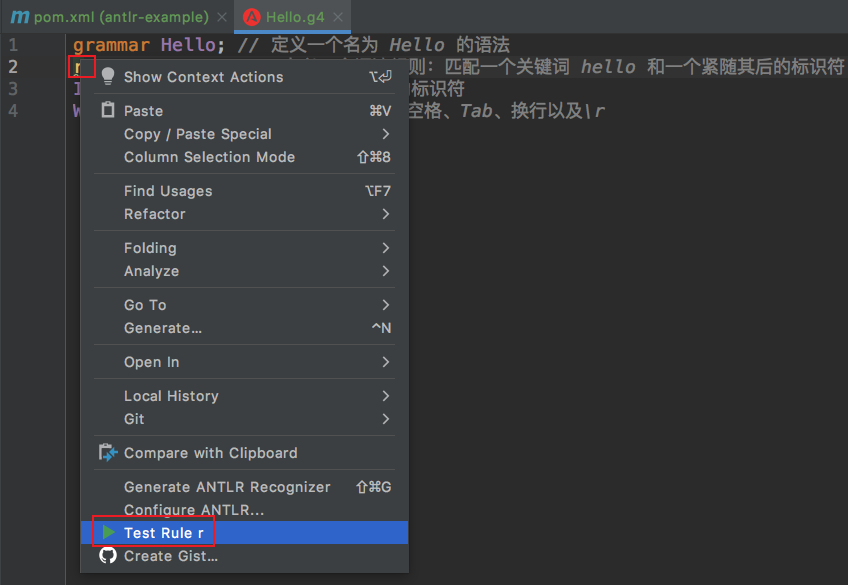 m pom.xml (antlr-example) × Hello.g4 ×
1 grammar Hello; // 定义一个名为 Hello 的语法
2 r 则: 匹配一个关键词 hello 和一个紧随其后的标识符
3 I 的标识符
4 W 空格、Tab、换行以及\r
Show Context Actions ⌥⏎
Paste ⌘V
Copy / Paste Special >
Column Selection Mode ⇧⌘8
Find Usages ⌥F7
Refactor >
Folding >
Analyze >
Go To >
Generate... ^N
Open In >
Local History >
Git >
Compare with Clipboard
Generate ANTLR Recognizer ⇧⌘G
Configure ANTLR...
Test Rule r
Create Gist...